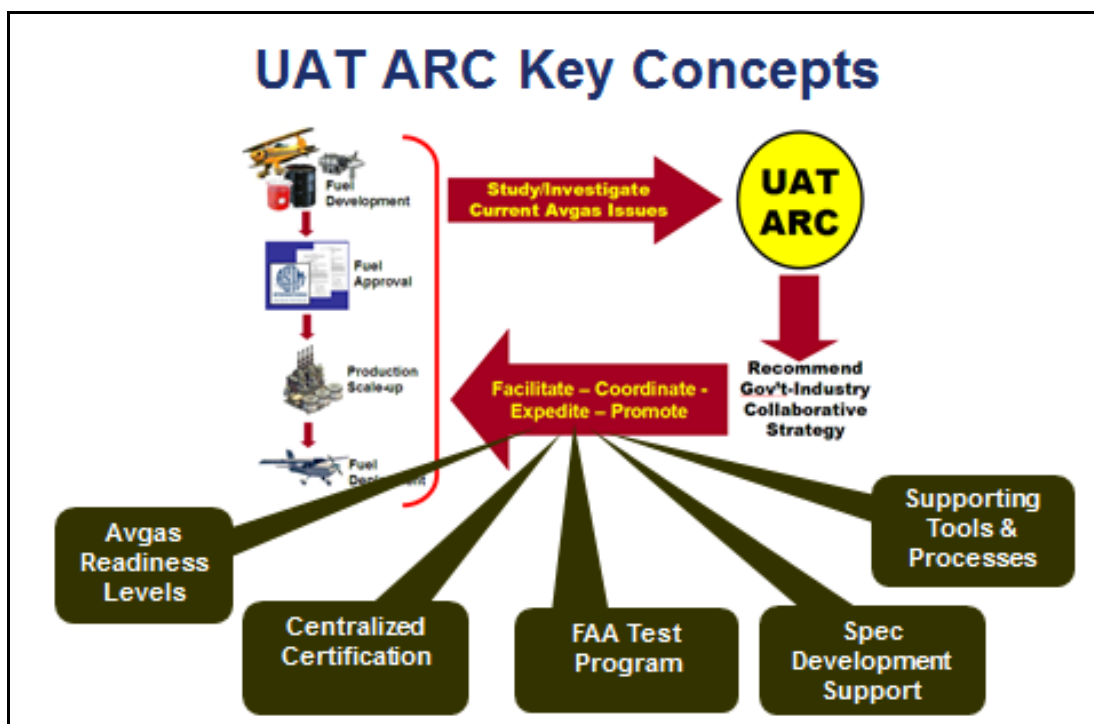 UAT ARC Key Concepts
Fuel
Development
Study/Investigate
Current Avgas Issues
UAT
ARC
ASTM
Fuel
Approval
Production
Scale-up
Facilitate – Coordinate -
Expedite – Promote
Recommend
Gov't-Industry
Collaborative
Strategy
Fuel
Avgas
Readiness
Levels
Centralized
Certification
FAA Test
Program
Spec
Development
Support
Supporting
Tools &
Processes